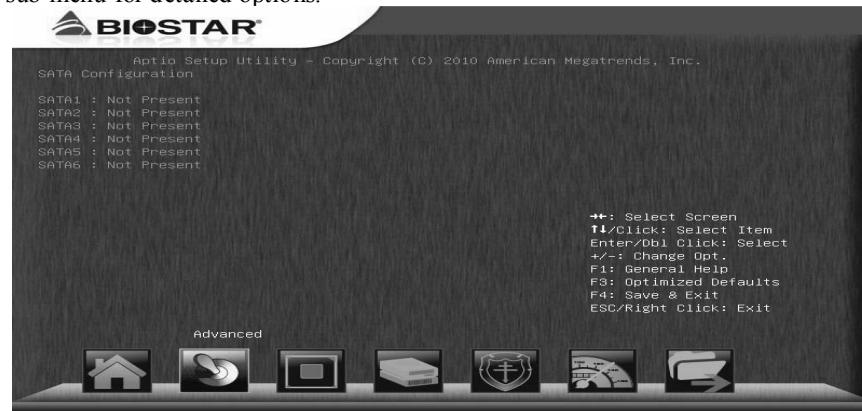 sub-menu for detailed options.
BIOSTAR®
Aptio Setup Utility - Copyright (C) 2010 American Megatrends, Inc.
SATA Configuration
SATA1 : Not Present
SATA2 : Not Present
SATA3 : Not Present
SATA4 : Not Present
SATA5 : Not Present
SATA6 : Not Present
→←: Select Screen
↑↓/Click: Select Item
Enter/Dbl Click: Select
+/-: Change Opt.
F1: General Help
F3: Optimized Defaults
F4: Save & Exit
ESC/Right Click: Exit
Advanced